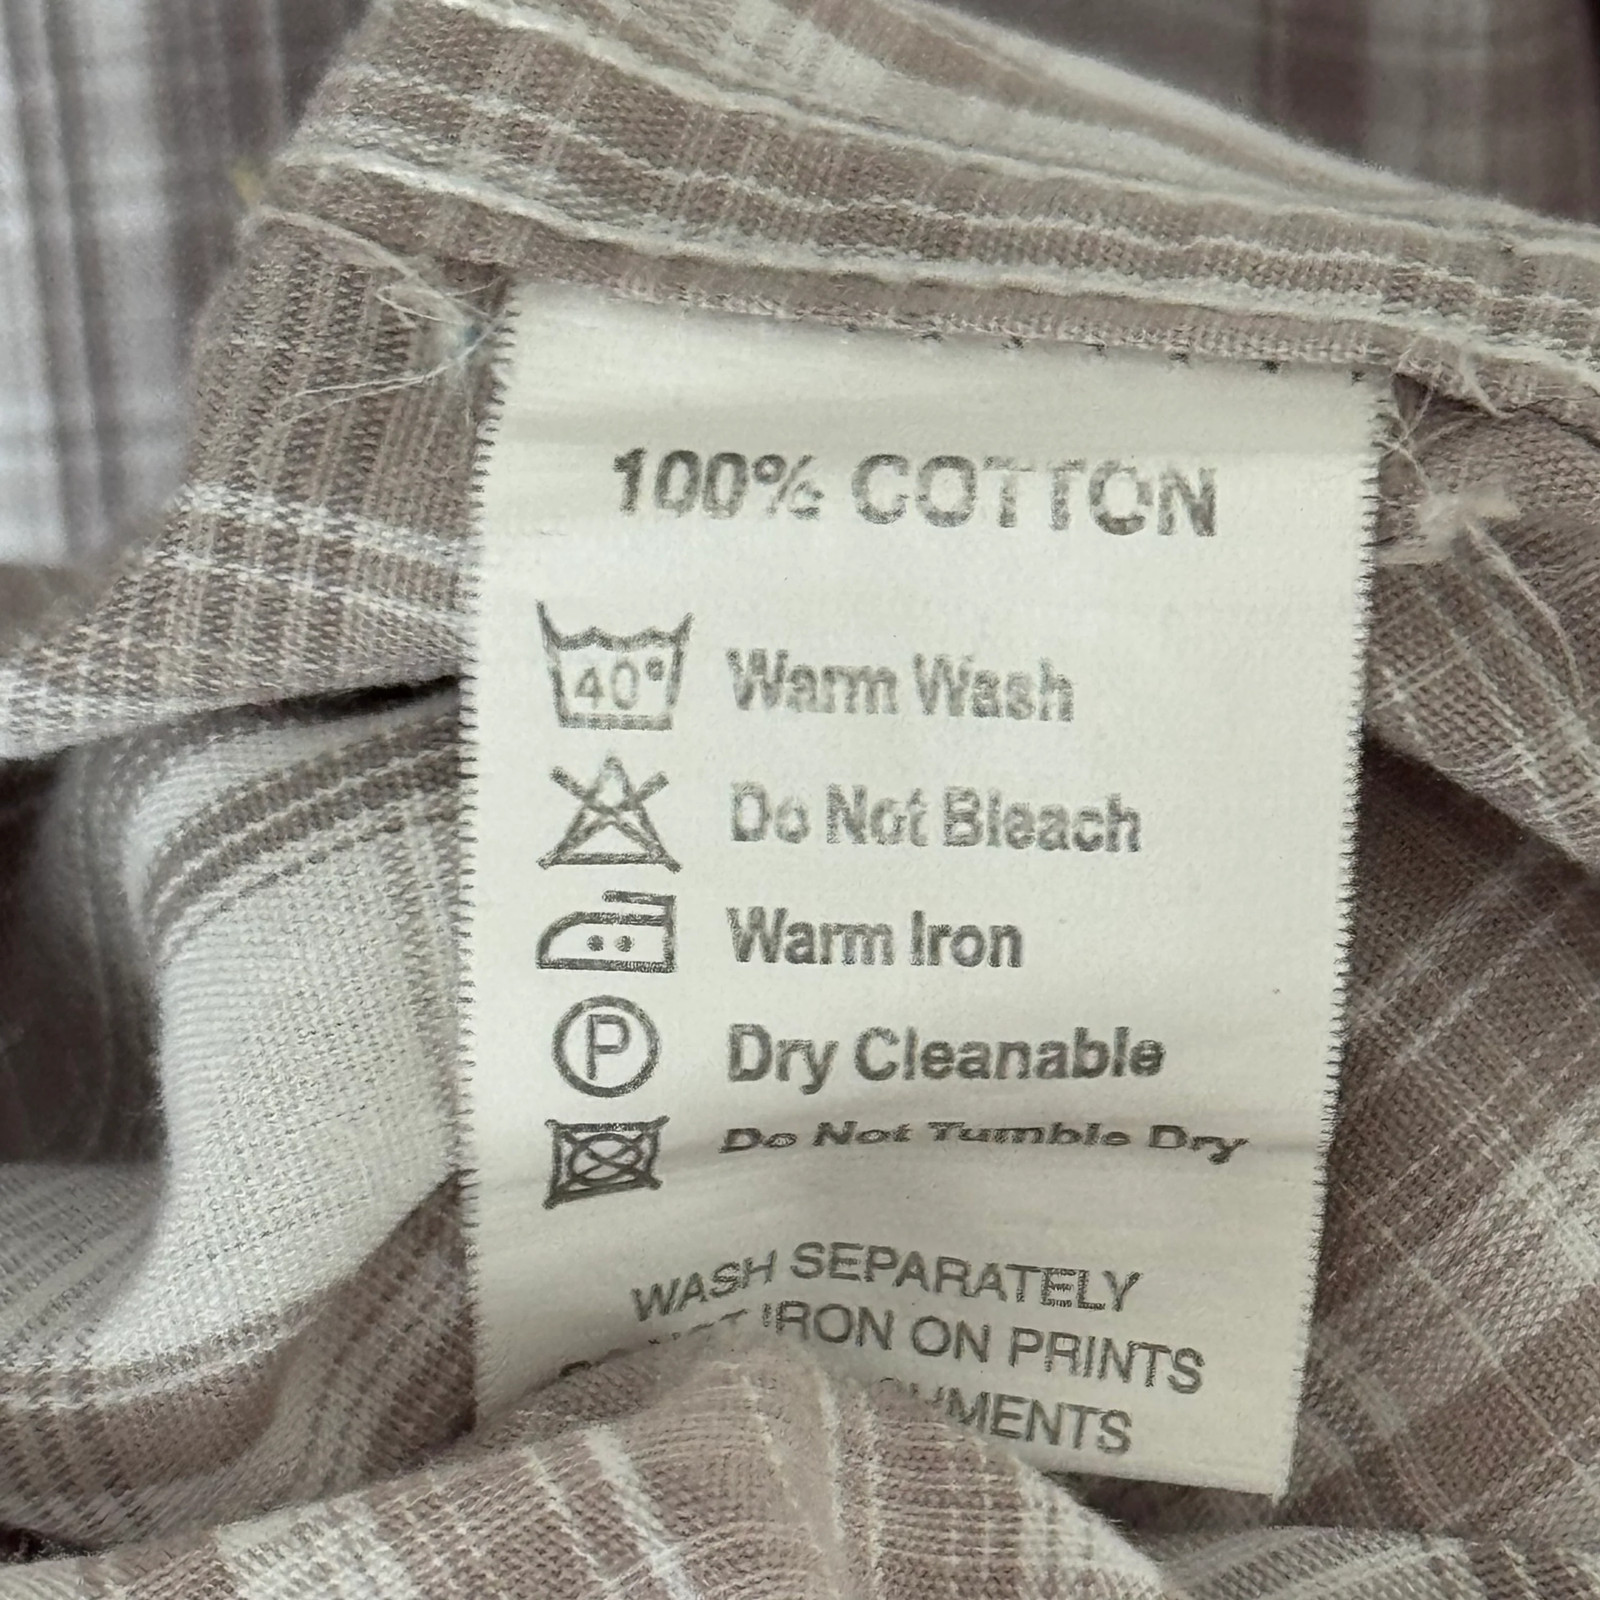 100% COTTON
40° Warm Wash
Do Not Bleach
Warm Iron
P Dry Cleanable
Do Not Tumble Dry
WASH SEPARATELY
IRON ON PRINTS